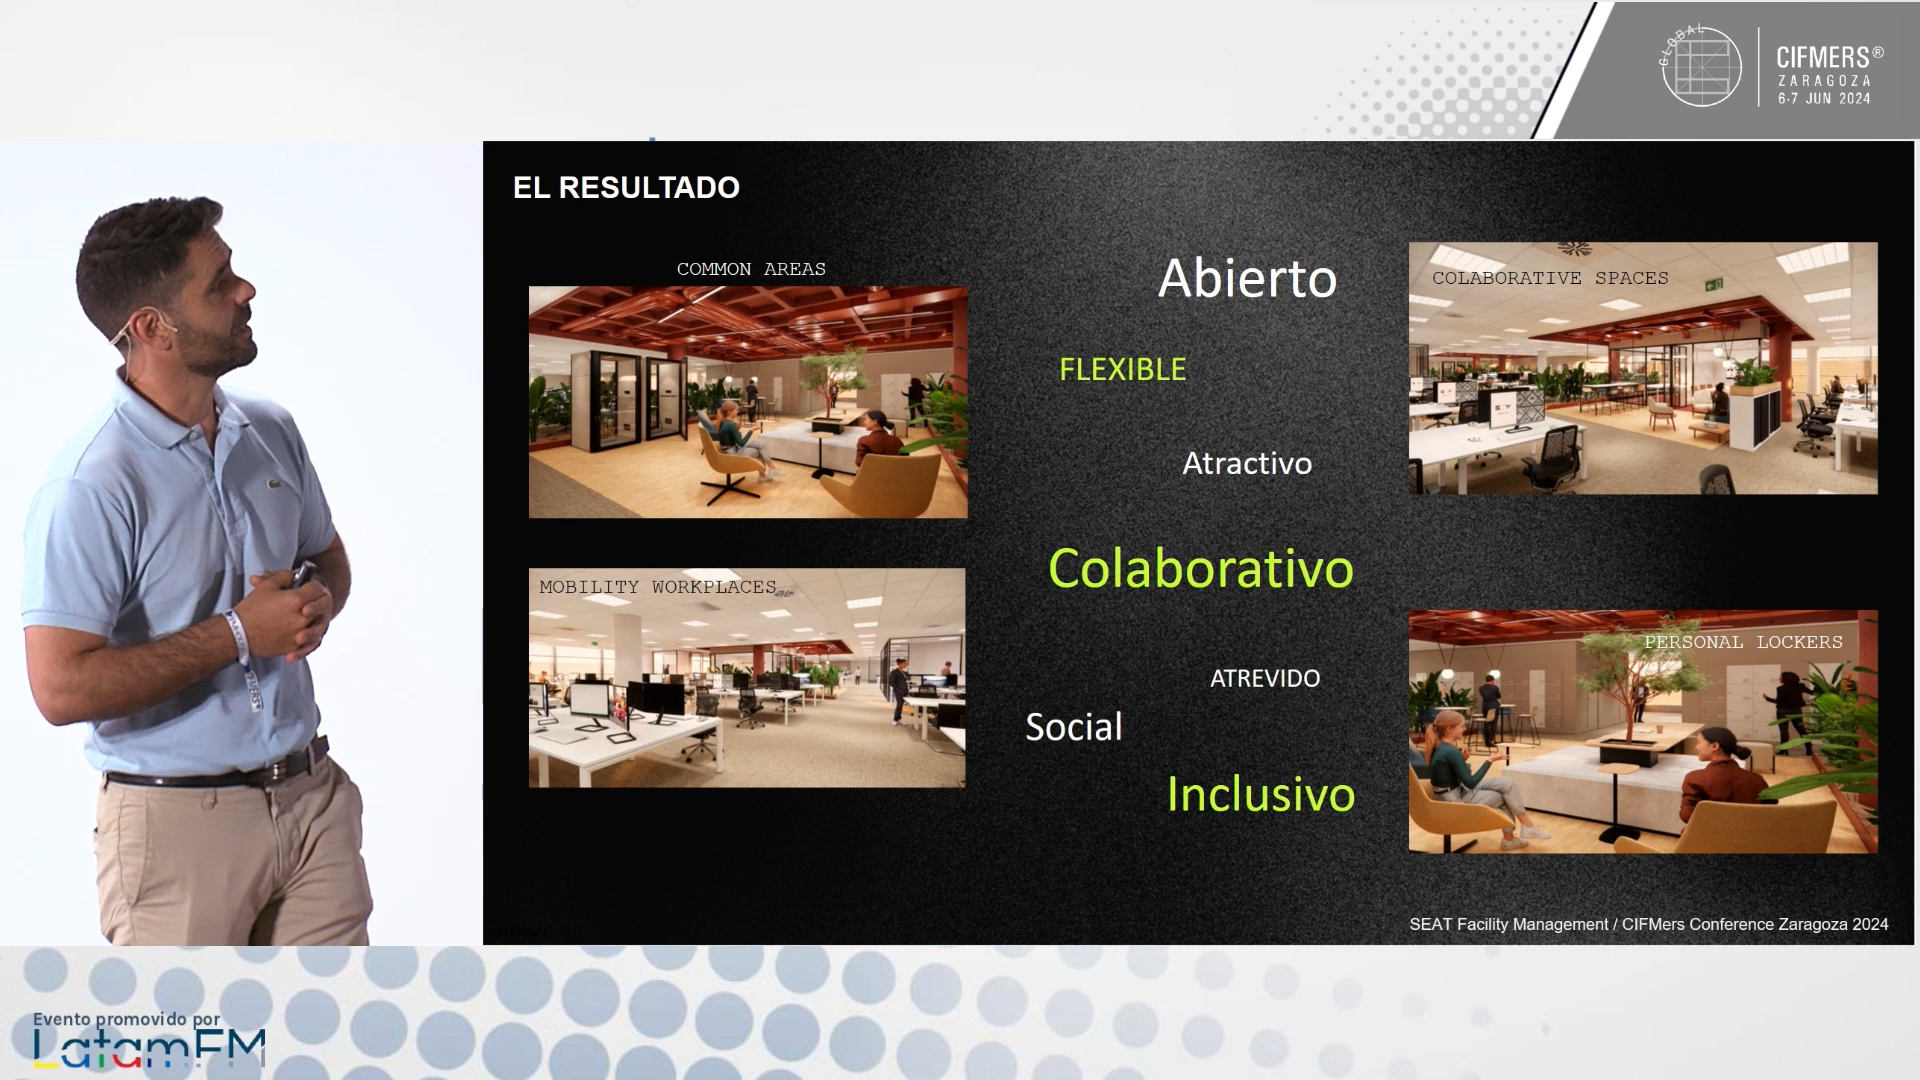 GLOBAL
CIFMERS®
ZARAGOZA
6-7 JUN 2024
EL RESULTADO
COMMON AREAS
MOBILITY WORKPLACES
Abierto
FLEXIBLE
Atractivo
Colaborativo
ATREVIDO
Social
Inclusivo
COLABORATIVE SPACES
PERSONAL LOCKERS
SEAT Facility Management / CIFMers Conference Zaragoza 2024
Evento promovido por
LatamFM